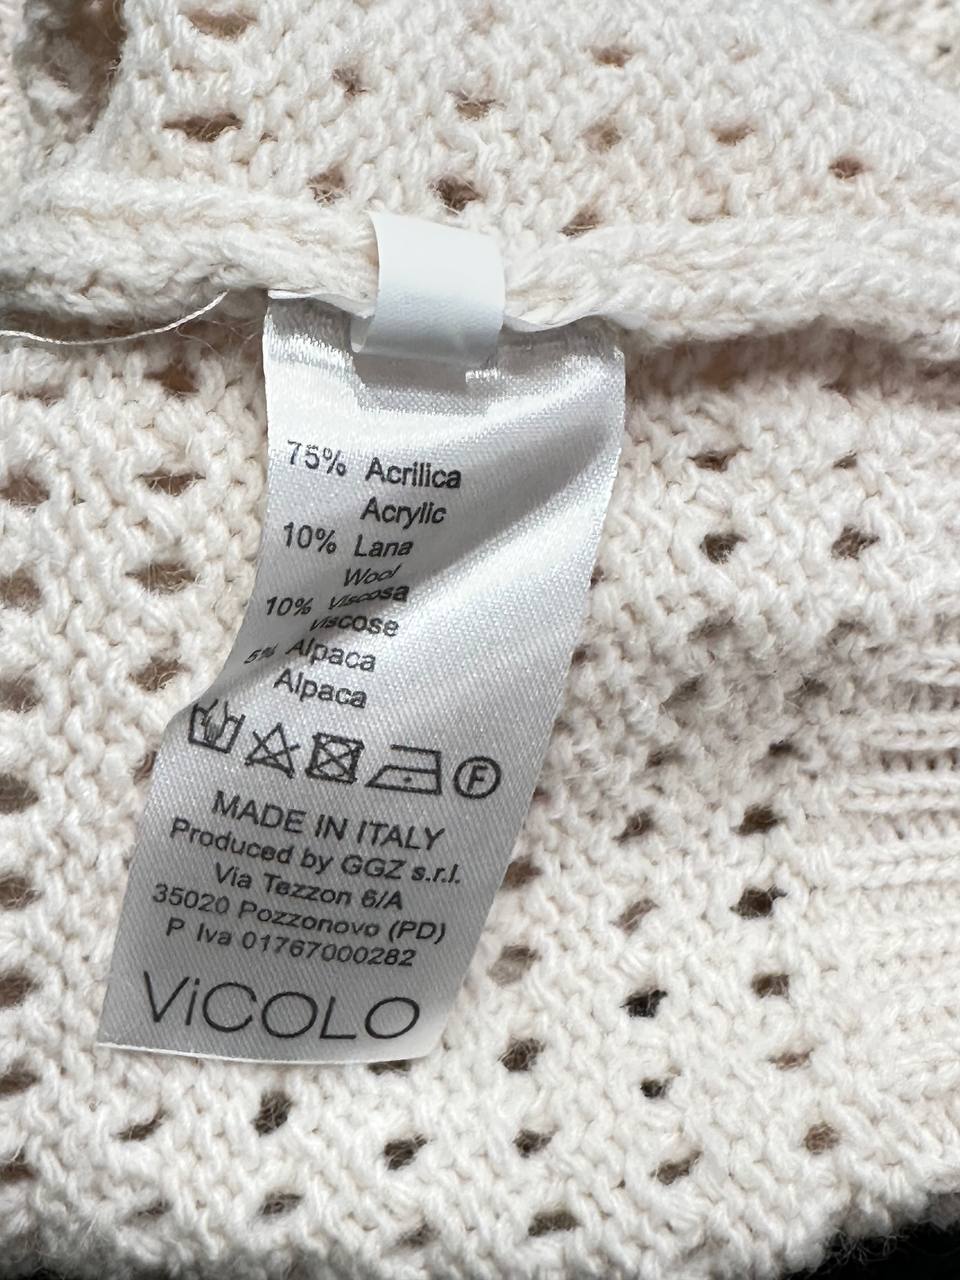 75% Acrilica
Acrylic
10% Lana
Wool
10% Viscosa
Viscose
5% Alpaca
Alpaca
F
MADE IN ITALY
Produced by GGZ s.r.l.
Via Tezzon 6/A
35020 Pozzonovo (PD)
P Iva 01767000282
ViCOLO